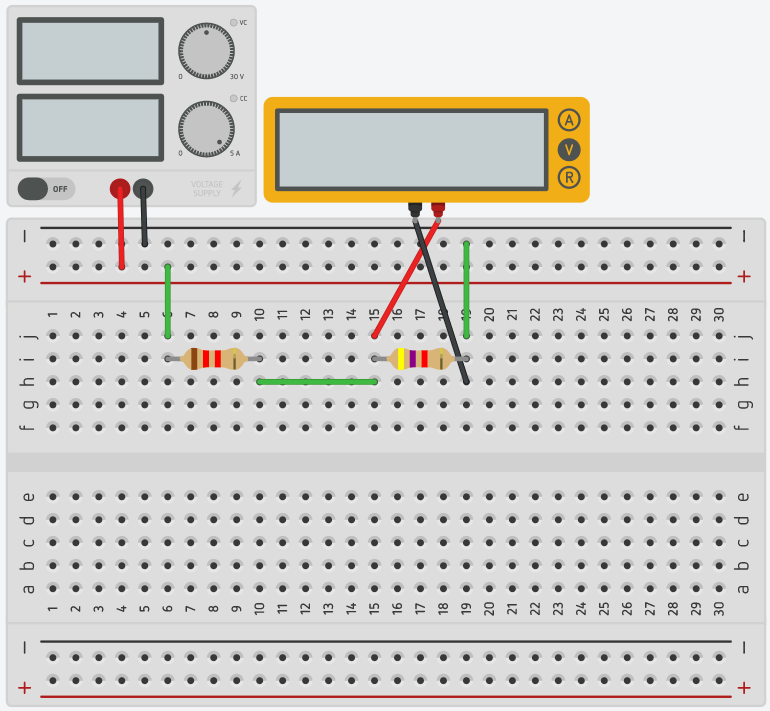 VC
0 30 V
CC
0 5 A
OFF
VOLTAGE
SUPPLY
A
V
R
− −
+ +
1 2 3 4 5 6 7 8 9 10 11 12 13 14 15 16 17 18 19 20 21 22 23 24 25 26 27 28 29 30
j j
i i
h h
g g
f f
e e
d d
c c
b b
a a
1 2 3 4 5 6 7 8 9 10 11 12 13 14 15 16 17 18 19 20 21 22 23 24 25 26 27 28 29 30
− −
+ +